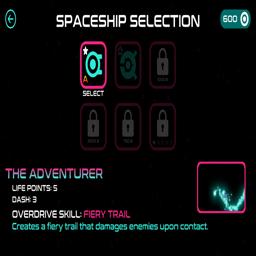 SPACESHIP SELECTION
600
SELECT
THE ADVENTURER
LIFE POINTS: 5
DASH: 3
OVERDRIVE SKILL: FIERY TRAIL
Creates a fiery trail that damages enemies upon contact.